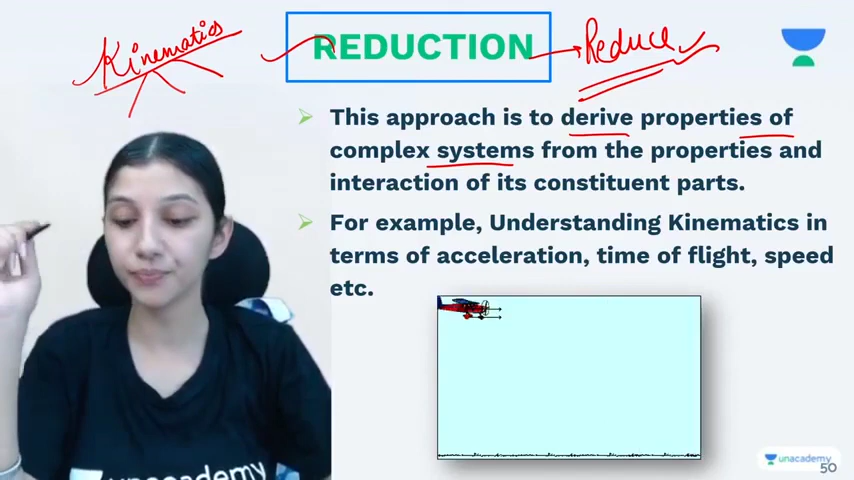 Kinematics
REDUCTION
Reduce
This approach is to derive properties of
complex systems from the properties and
interaction of its constituent parts.
For example, Understanding Kinematics in
terms of acceleration, time of flight, speed
etc.
unacademy
unacademy
50